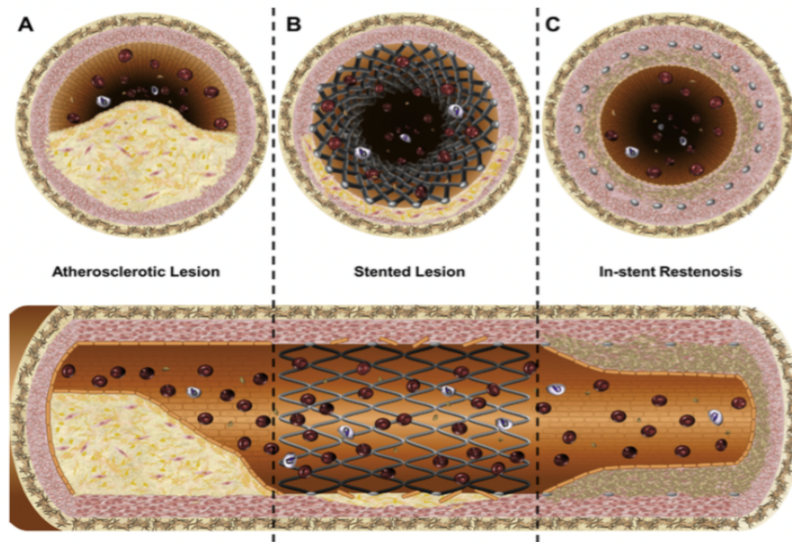 A
B
C
Atherosclerotic Lesion
Stented Lesion
In-stent Restenosis